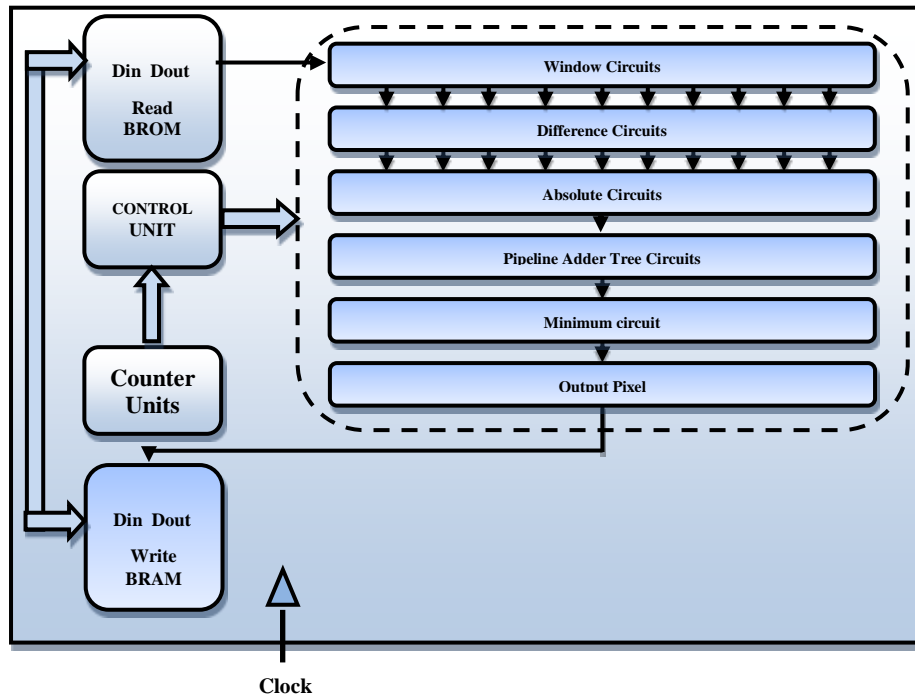 Din Dout
Read
BROM
CONTROL
UNIT
Counter
Units
Din Dout
Write
BRAM
Window Circuits
Difference Circuits
Absolute Circuits
Pipeline Adder Tree Circuits
Minimum circuit
Output Pixel
Clock